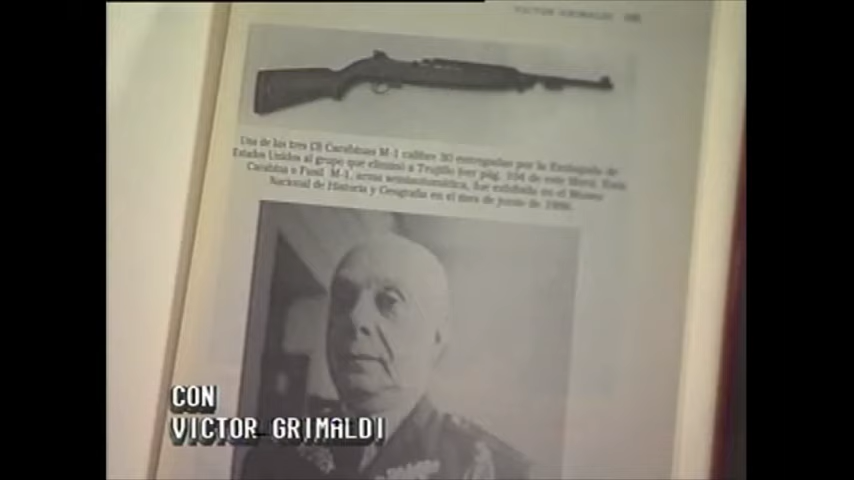 VICTOR GRIMALDI
Una de las tres (3) Carabinas M-1 calibre 30 entregadas por la Embajada de
Estados Unidos al grupo que eliminó a Trujillo (ver pág. 104 de este libro). Esta
Carabina o Fusil M-1, arma semiautomática, fue exhibida en el Museo
Nacional de Historia y Geografía en el mes de junio de
CON
VICTOR GRIMALDI